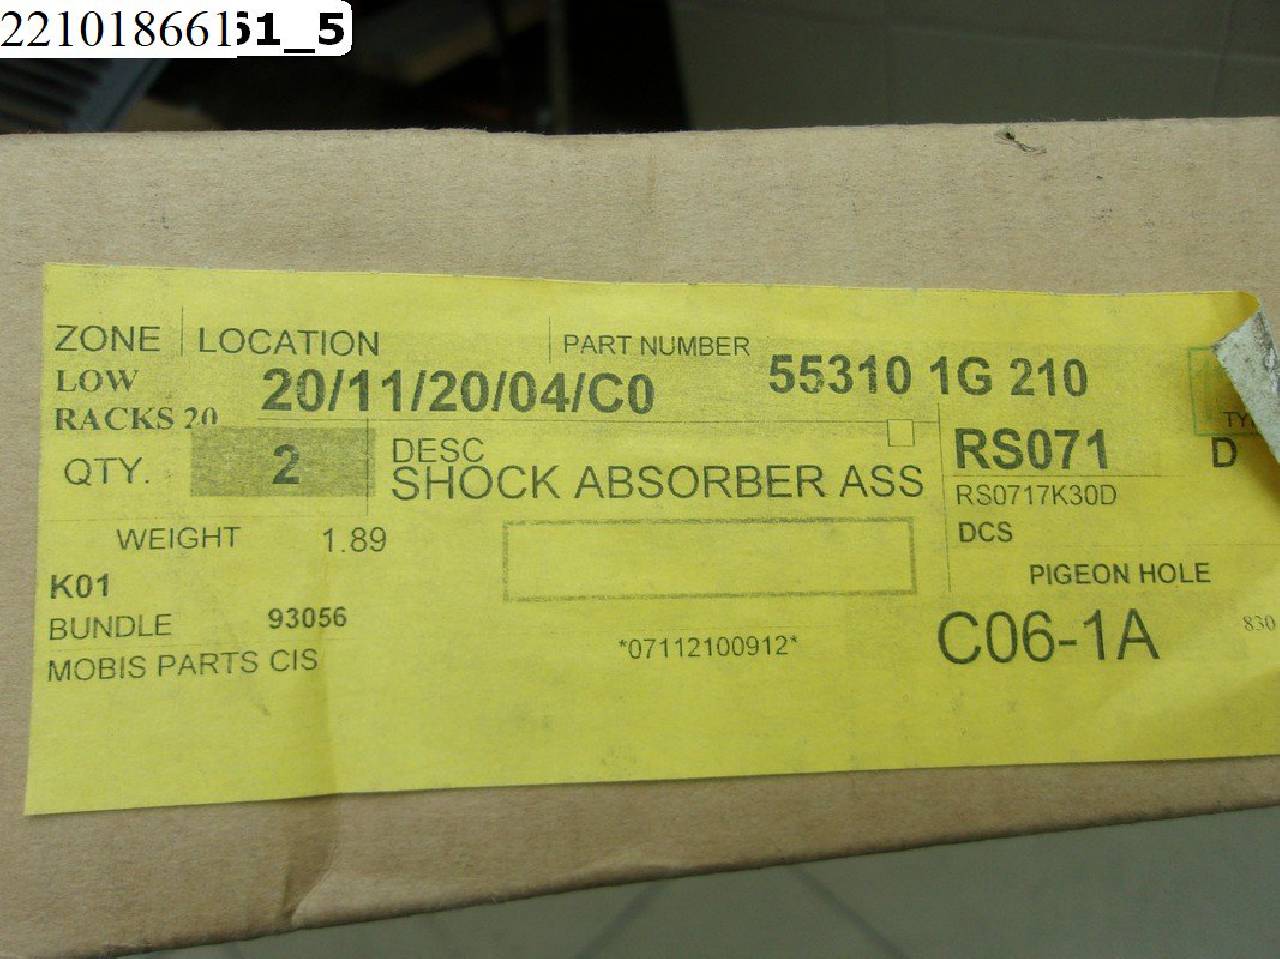 221018661
51_5
ZONE LOCATION PART NUMBER
LOW 20/11/20/04/C0 55310 1G 210
RACKS 20
QTY. 2 DESC RS071 D
SHOCK ABSORBER ASS
RS0717K30D
WEIGHT 1.89 DCS
K01 PIGEON HOLE
BUNDLE 93056 C06-1A 830
MOBIS PARTS CIS *07112100912*